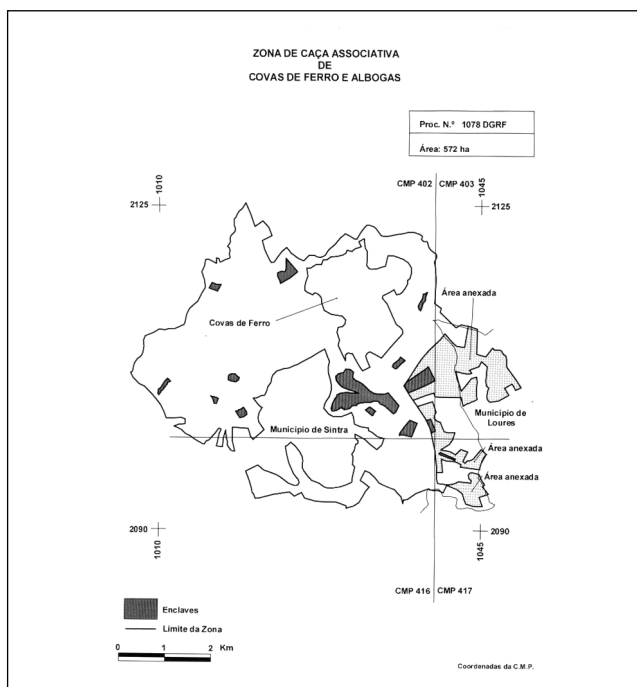 ZONA DE CAÇA ASSOCIATIVA
DE
COVAS DE FERRO E ALBOGAS
Proc. N.º 1078 DGRF
Área: 572 ha
1010
CMP 402
CMP 403
1045
2125
2125
Área anexada
Covas de Ferro
Município de
Loures
Município de Sintra
Área anexada
Área anexada
2090
2090
1010
1045
CMP 416
CMP 417
Enclaves
Limite da Zona
0 1 2 Km
Coordenadas da C.M.P.